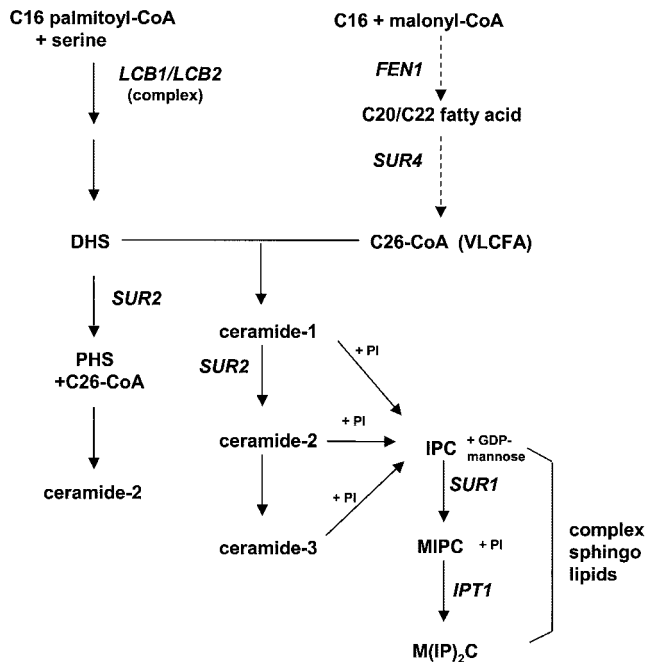 C16 palmitoyl-CoA
+ serine
C16 + malonyl-CoA
LCB1/LCB2
(complex)
FEN1
C20/C22 fatty acid
SUR4
DHS
C26-CoA (VLCFA)
SUR2
ceramide-1
PHS
+C26-CoA
SUR2
+ PI
ceramide-2
+ PI
IPC
+ GDP-
mannose
ceramide-2
+ PI
SUR1
ceramide-3
MIPC
+ PI
complex
sphingo
lipids
IPT1
M(IP)₂C